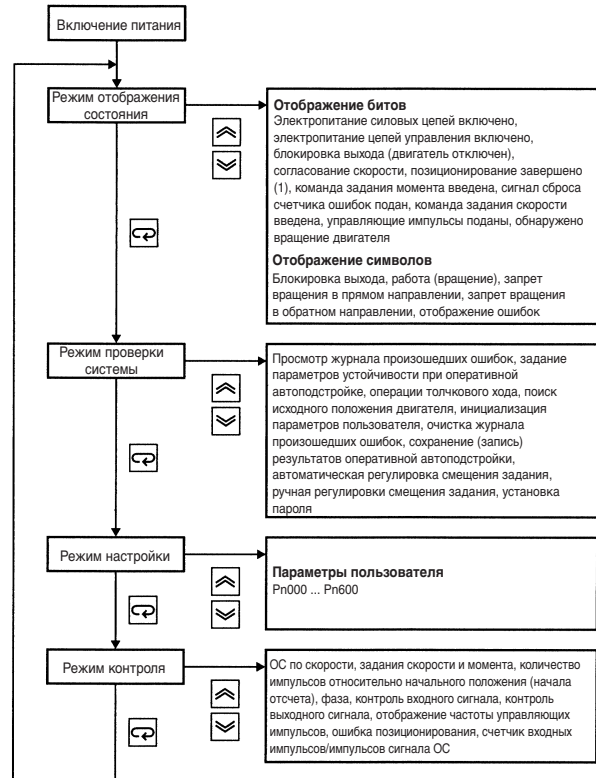 Включение питания
Режим отображения
состояния
Отображение битов
Электропитание силовых цепей включено,
электропитание цепей управления включено,
блокировка выхода (двигатель отключен),
согласование скорости, позиционирование завершено
(1), команда задания момента введена, сигнал сброса
счетчика ошибок подан, команда задания скорости
введена, управляющие импульсы поданы, обнаружено
вращение двигателя
Отображение символов
Блокировка выхода, работа (вращение), запрет
вращения в прямом направлении, запрет вращения
в обратном направлении, отображение ошибок
Режим проверки
системы
Просмотр журнала произошедших ошибок, задание
параметров устойчивости при оперативной
автоподстройке, операции толчкового хода, поиск
исходного положения двигателя, инициализация
параметров пользователя, очистка журнала
произошедших ошибок, сохранение (запись)
результатов оперативной автоподстройки,
автоматическая регулировка смещения задания,
ручная регулировки смещения задания, установка
пароля
Режим настройки
Параметры пользователя
Pn000 ... Pn600
Режим контроля
ОС по скорости, задания скорости и момента, количество
импульсов относительно начального положения (начала
отсчета), фаза, контроль входного сигнала, контроль
выходного сигнала, отображение частоты управляющих
импульсов, ошибка позиционирования, счетчик входных
импульсов/импульсов сигнала ОС